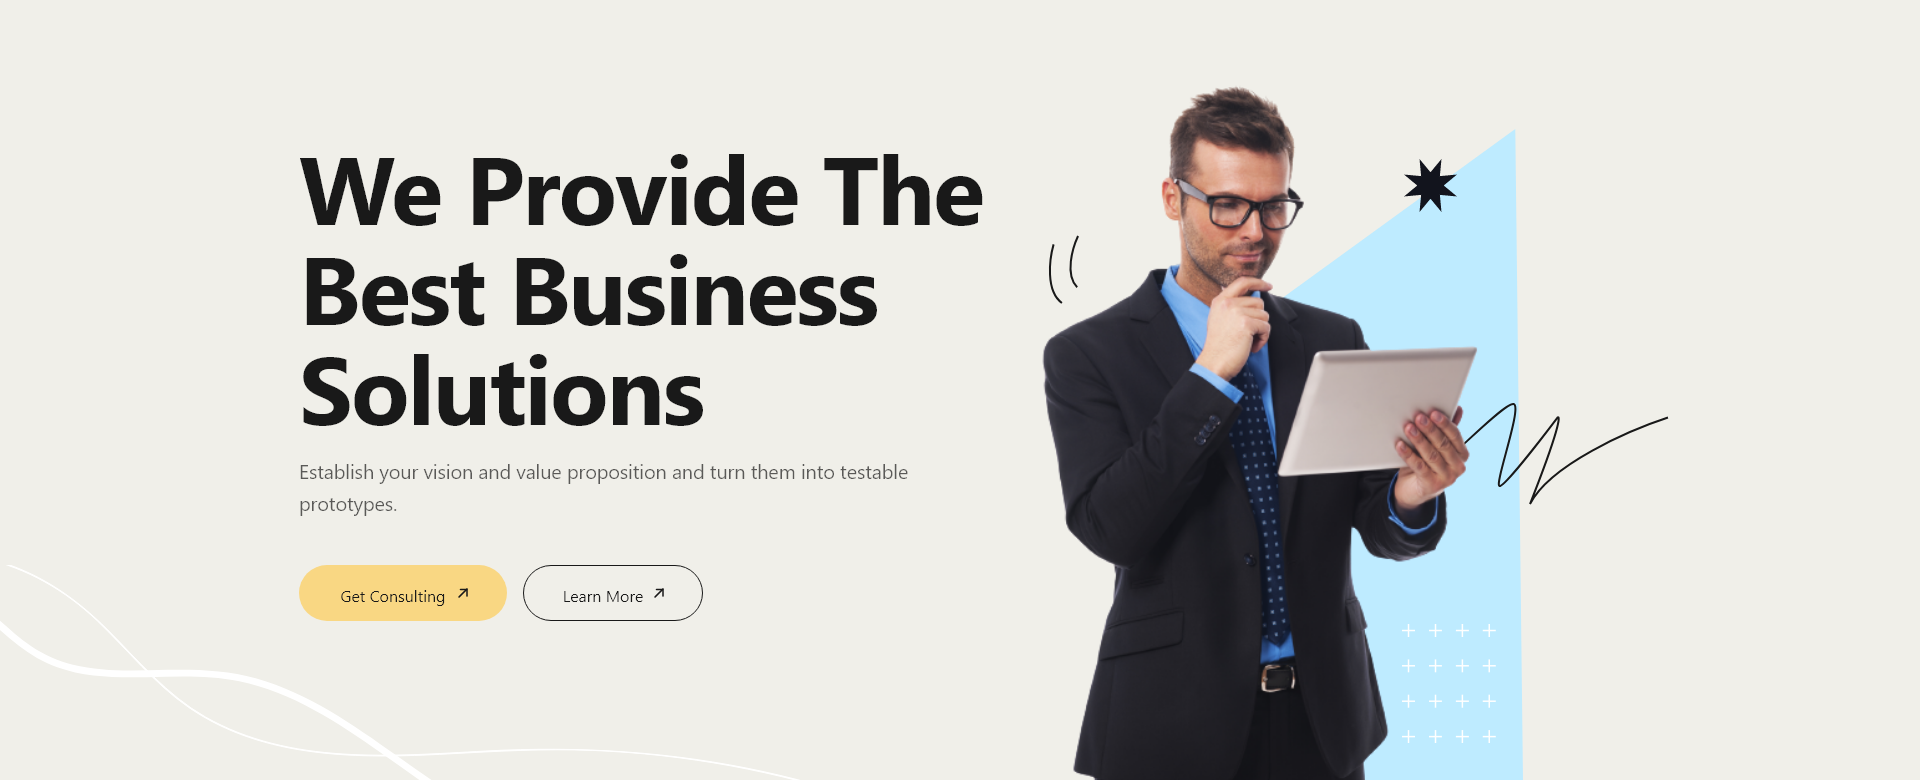 We Provide The
Best Business
Solutions
Establish your vision and value proposition and turn them into testable
prototypes.
Get Consulting
Learn More